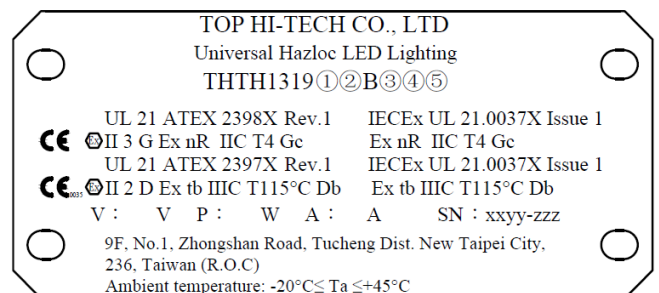 TOP HI-TECH CO., LTD
Universal Hazloc LED Lighting
THTH1319①②B③④⑤
UL 21 ATEX 2398X Rev.1 IECEx UL 21.0037X Issue 1
CE Ex II 3 G Ex nR IIC T4 Gc Ex nR IIC T4 Gc
UL 21 ATEX 2397X Rev.1 IECEx UL 21.0037X Issue 1
CE 0035 Ex II 2 D Ex tb IIIC T115°C Db Ex tb IIIC T115°C Db
V： V P： W A： A SN：xxyy-zzz
9F, No.1, Zhongshan Road, Tucheng Dist. New Taipei City,
236, Taiwan (R.O.C)
Ambient temperature: -20°C≤ Ta ≤+45°C